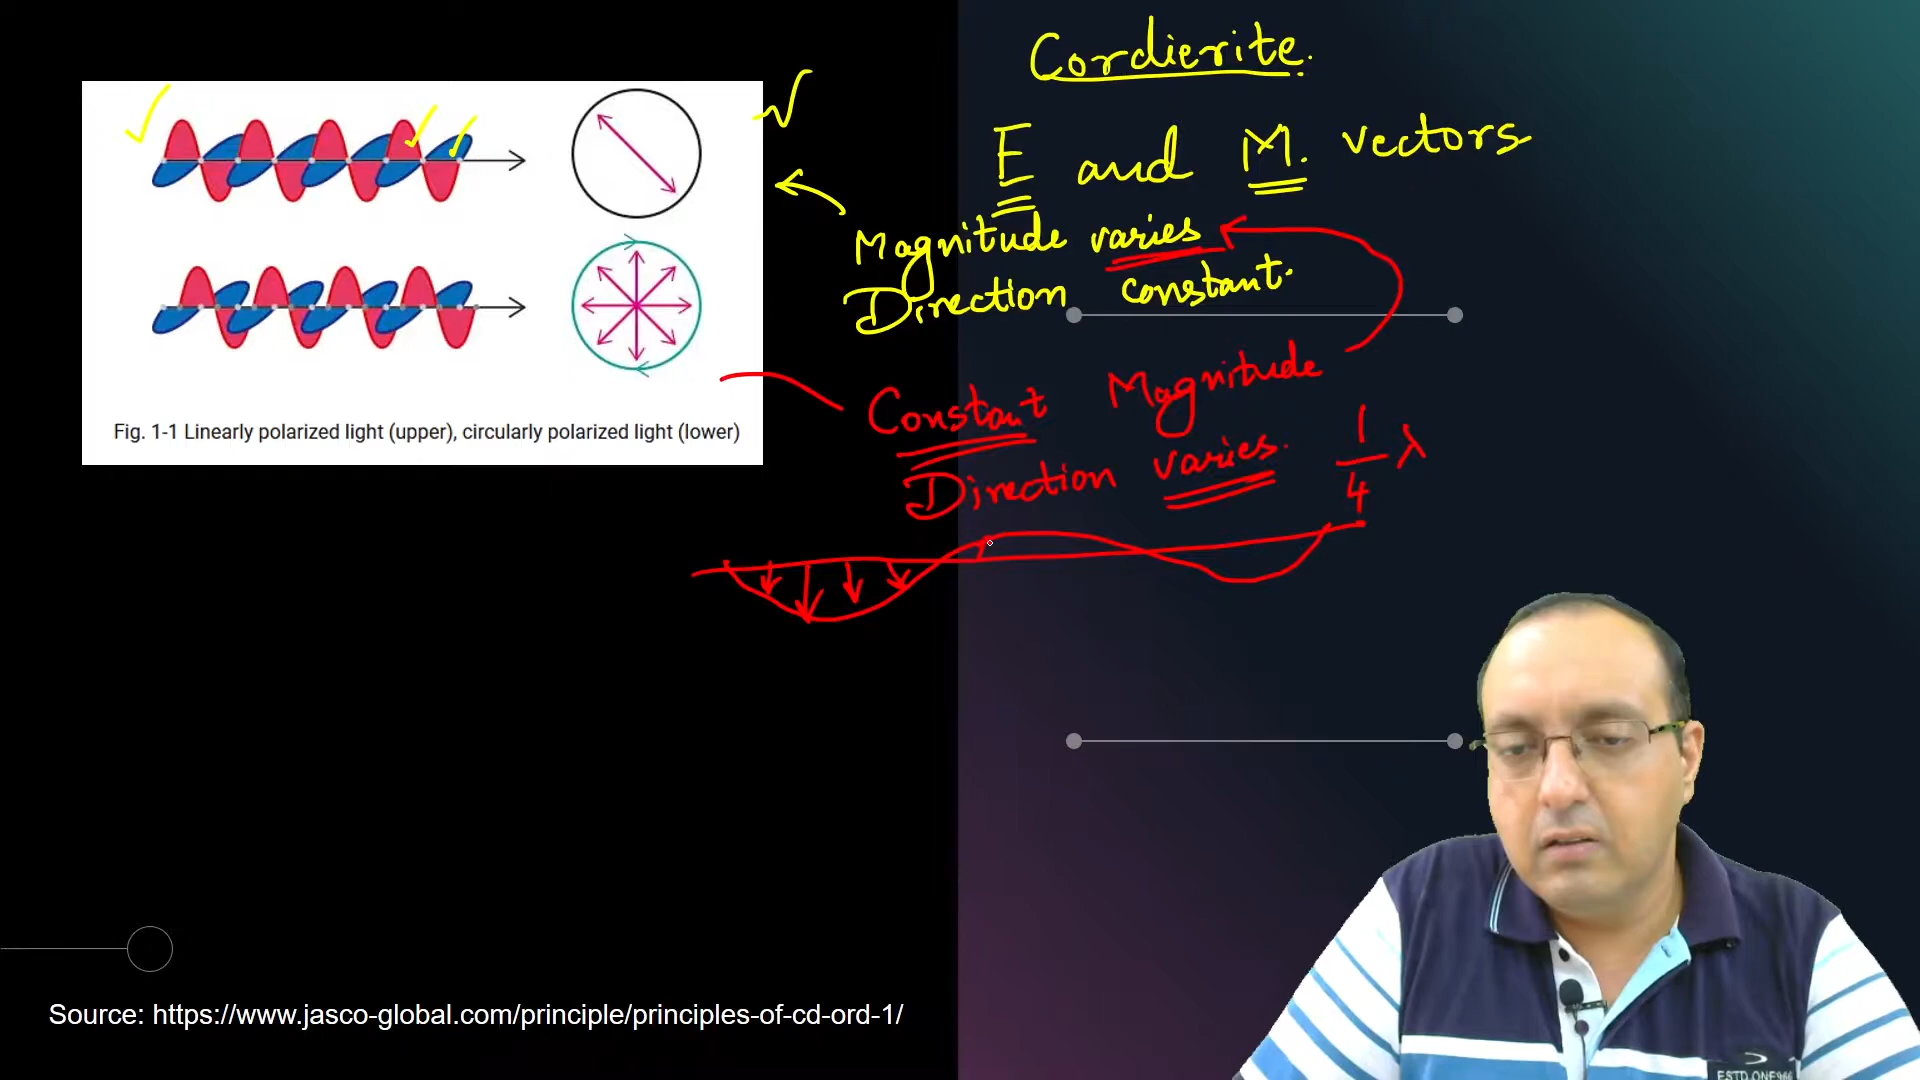 Cordierite.
E and M. vectors
Magnitude varies
Direction constant.
Fig. 1-1 Linearly polarized light (upper), circularly polarized light (lower)
Constant Magnitude
Direction varies. 1/4 λ
Source: https://www.jasco-global.com/principle/principles-of-cd-ord-1/